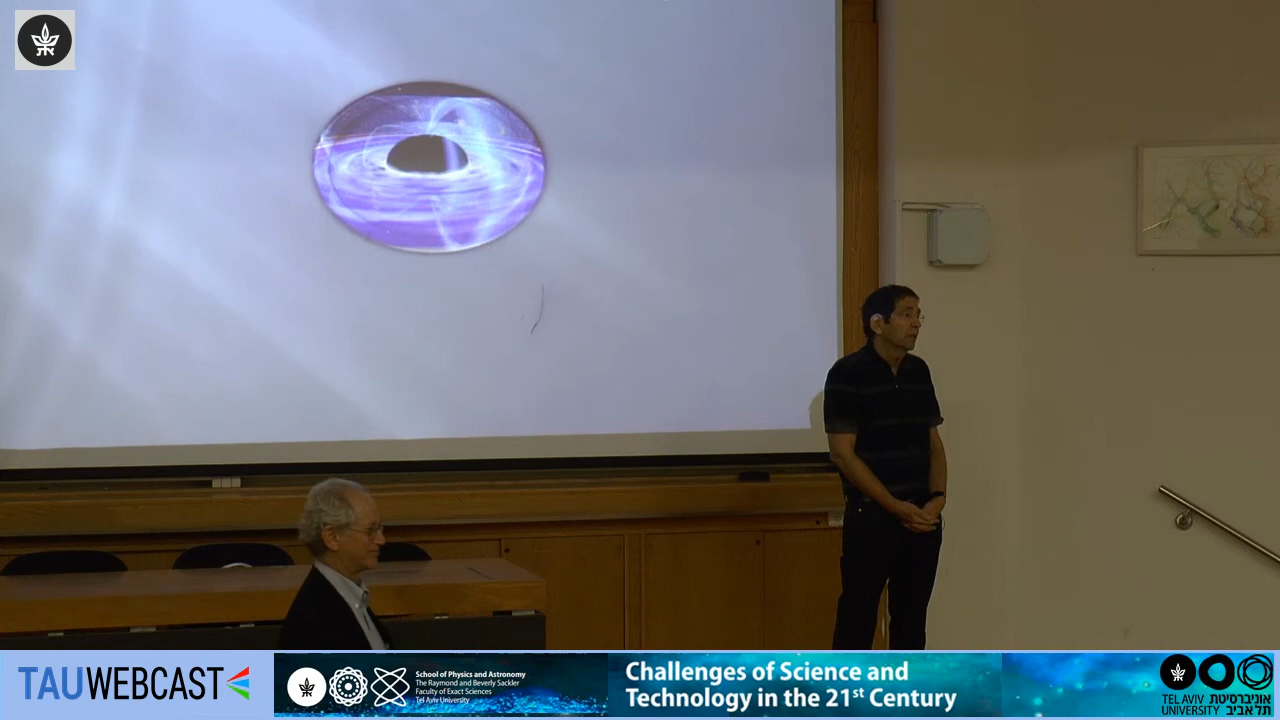 את
TAUWEBCAST
School of Physics and Astronomy
The Raymond and Beverly Sackler
Faculty of Exact Sciences
Tel Aviv University
Challenges of Science and
Technology in the 21st Century
TEL AVIV אוניברסיטת
UNIVERSITY תל אביב